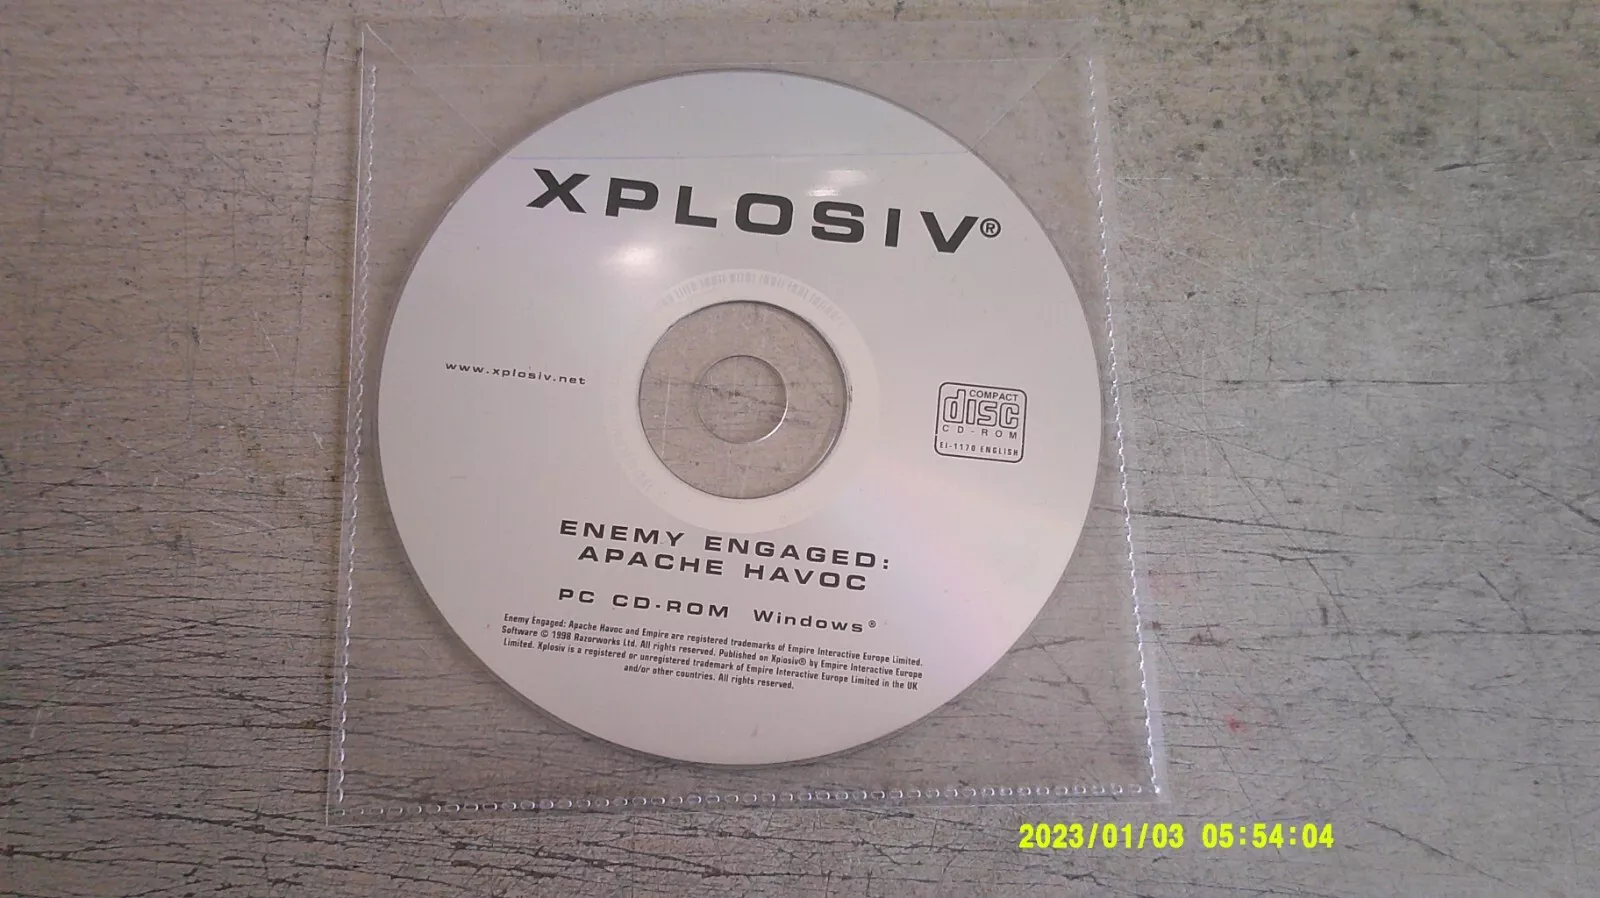 XPLOSIV®
www.xplosiv.net
COMPACT
disc
CD-ROM
EI-1170 ENGLISH
ENEMY ENGAGED:
APACHE HAVOC
PC CD-ROM Windows®
Enemy Engaged: Apache Havoc and Empire are registered trademarks of Empire Interactive Europe Limited.
Software © 1998 Razorworks Ltd. All rights reserved. Published on Xplosiv® by Empire Interactive Europe
Limited. Xplosiv is a registered or unregistered trademark of Empire Interactive Europe Limited in the UK
and/or other countries. All rights reserved.
2023/01/03 05:54:04